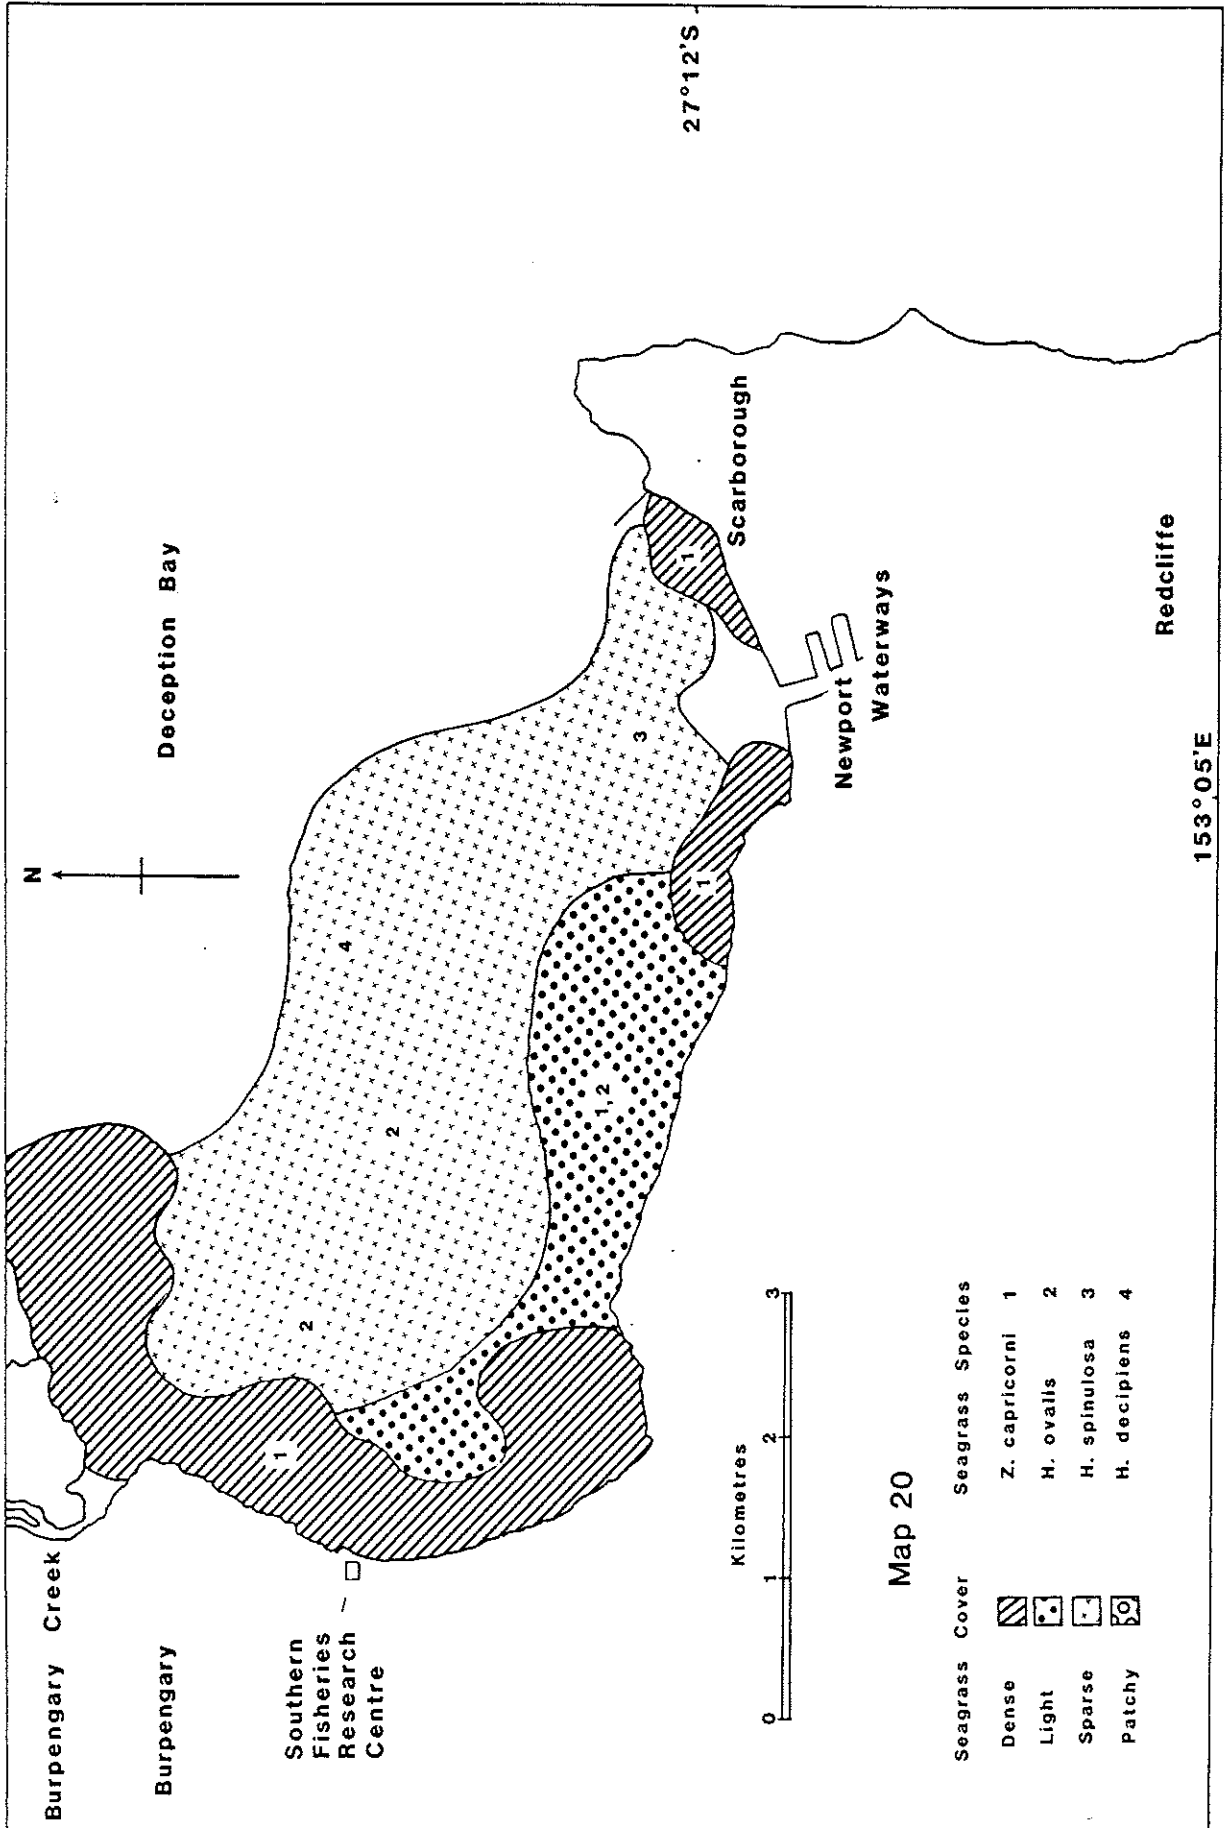 Burpengary Creek
Burpengary
Southern
Fisheries
Research
Centre
N
Deception Bay
27°12'S
Scarborough
Newport
Waterways
Redcliffe
153°05'E
1
2
2
4
3
1,2
1
1
Kilometres
0 1 2 3
Map 20
Seagrass Cover Seagrass Species
Dense Z. capricorni 1
Light H. ovalis 2
Sparse H. spinulosa 3
Patchy H. decipiens 4